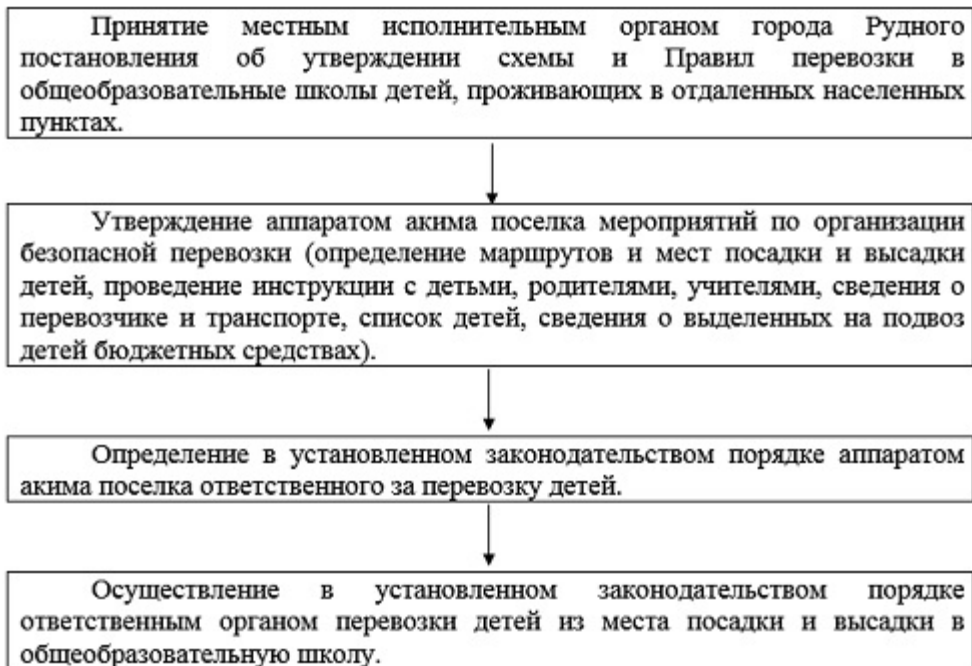 Принятие местным исполнительным органом города Рудного
постановления об утверждении схемы и Правил перевозки в
общеобразовательные школы детей, проживающих в отдаленных населенных
пунктах.
Утверждение аппаратом акима поселка мероприятий по организации
безопасной перевозки (определение маршрутов и мест посадки и высадки
детей, проведение инструкции с детьми, родителями, учителями, сведения о
перевозчике и транспорте, список детей, сведения о выделенных на подвоз
детей бюджетных средствах).
Определение в установленном законодательством порядке аппаратом
акима поселка ответственного за перевозку детей.
Осуществление в установленном законодательством порядке
ответственным органом перевозки детей из места посадки и высадки в
общеобразовательную школу.